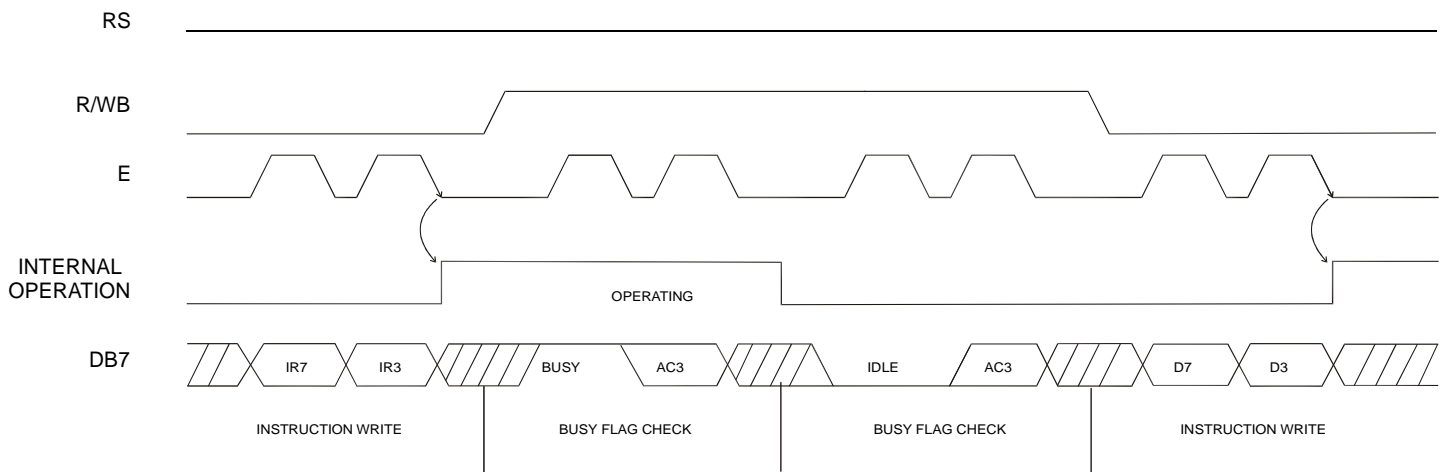 RS
R/WB
E
INTERNAL
OPERATION
OPERATING
DB7
IR7 IR3 BUSY AC3 IDLE AC3 D7 D3
INSTRUCTION WRITE BUSY FLAG CHECK BUSY FLAG CHECK INSTRUCTION WRITE